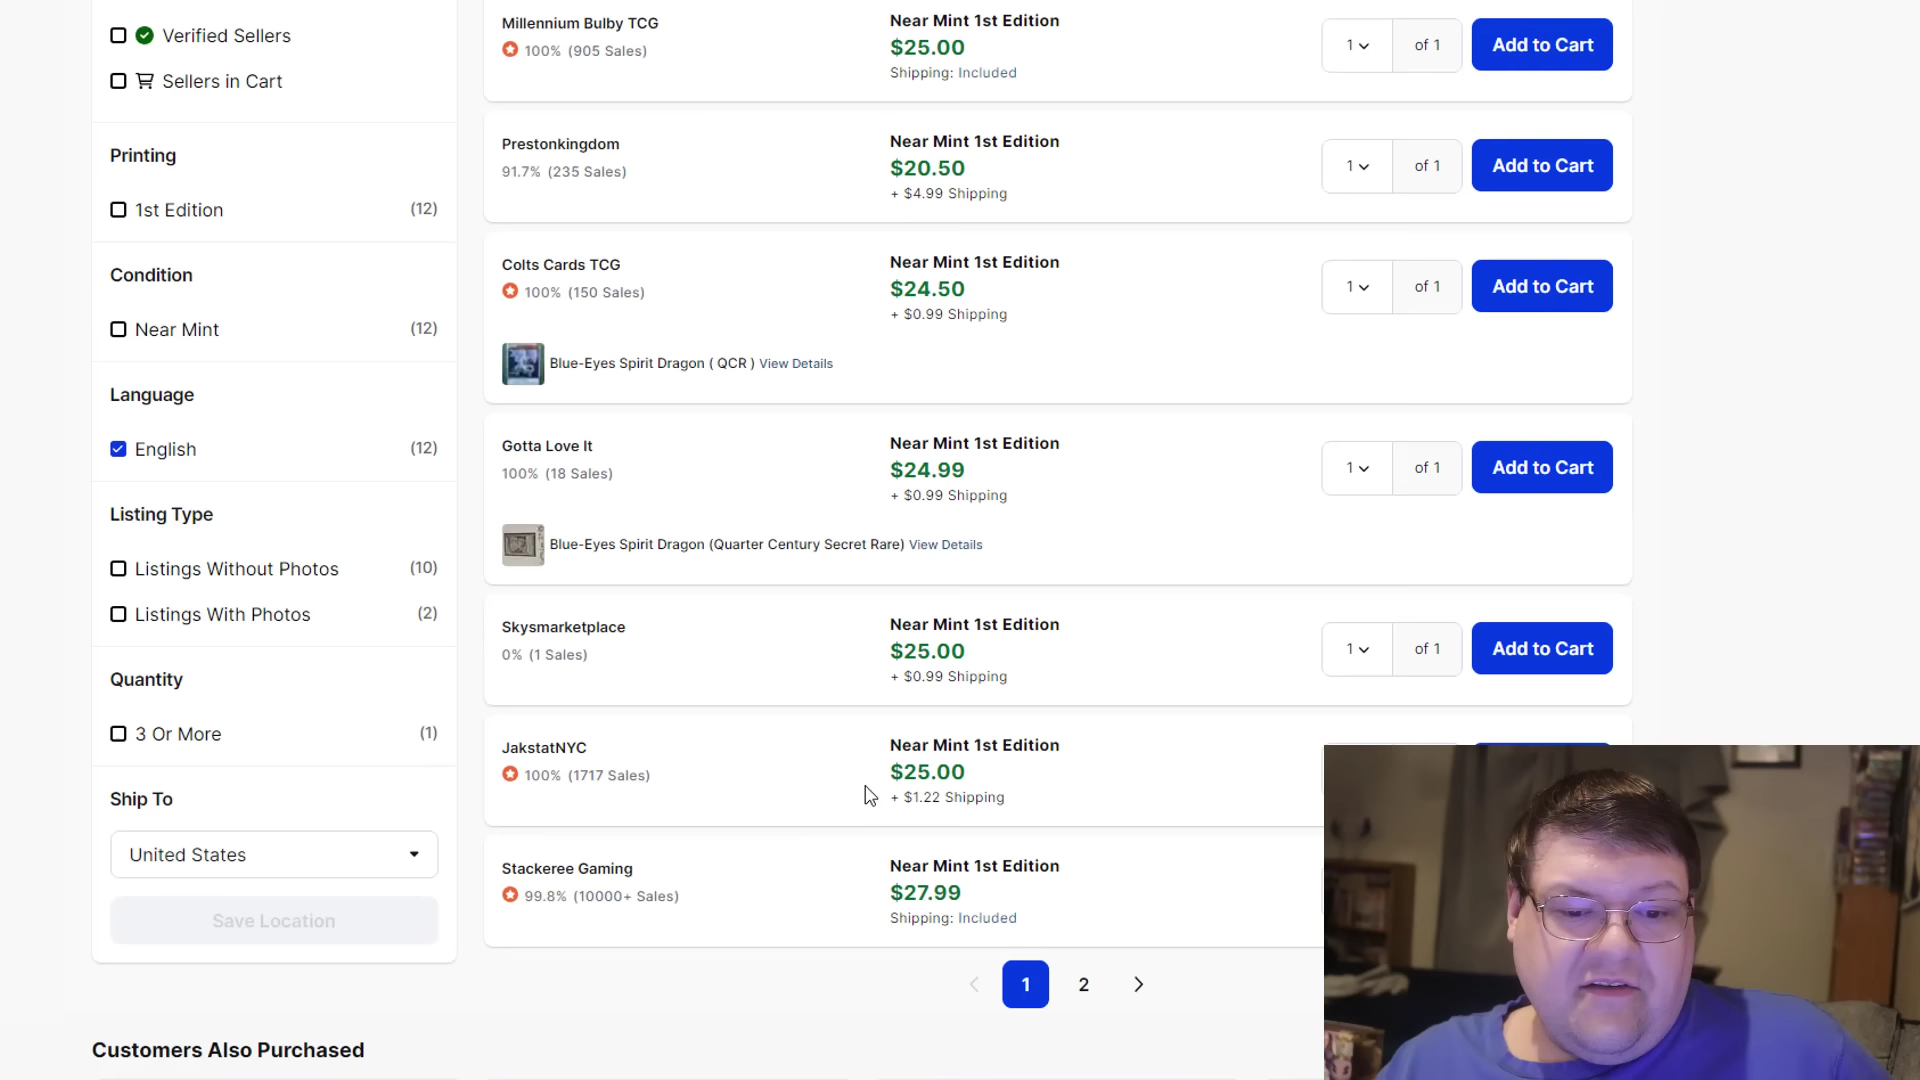 Verified Sellers
Sellers in Cart
Printing
1st Edition (12)
Condition
Near Mint (12)
Language
English (12)
Listing Type
Listings Without Photos (10)
Listings With Photos (2)
Quantity
3 Or More (1)
Ship To
United States
Save Location
Millennium Bulby TCG
100% (905 Sales)
Near Mint 1st Edition
$25.00
Shipping: Included
1 of 1 Add to Cart
Prestonkingdom
91.7% (235 Sales)
Near Mint 1st Edition
$20.50
+ $4.99 Shipping
1 of 1 Add to Cart
Colts Cards TCG
100% (150 Sales)
Near Mint 1st Edition
$24.50
+ $0.99 Shipping
1 of 1 Add to Cart
Blue-Eyes Spirit Dragon ( QCR ) View Details
Gotta Love It
100% (18 Sales)
Near Mint 1st Edition
$24.99
+ $0.99 Shipping
1 of 1 Add to Cart
Blue-Eyes Spirit Dragon (Quarter Century Secret Rare) View Details
Skysmarketplace
0% (1 Sales)
Near Mint 1st Edition
$25.00
+ $0.99 Shipping
1 of 1 Add to Cart
JakstatNYC
100% (1717 Sales)
Near Mint 1st Edition
$25.00
+ $1.22 Shipping
Stackeree Gaming
99.8% (10000+ Sales)
Near Mint 1st Edition
$27.99
Shipping: Included
1 2
Customers Also Purchased